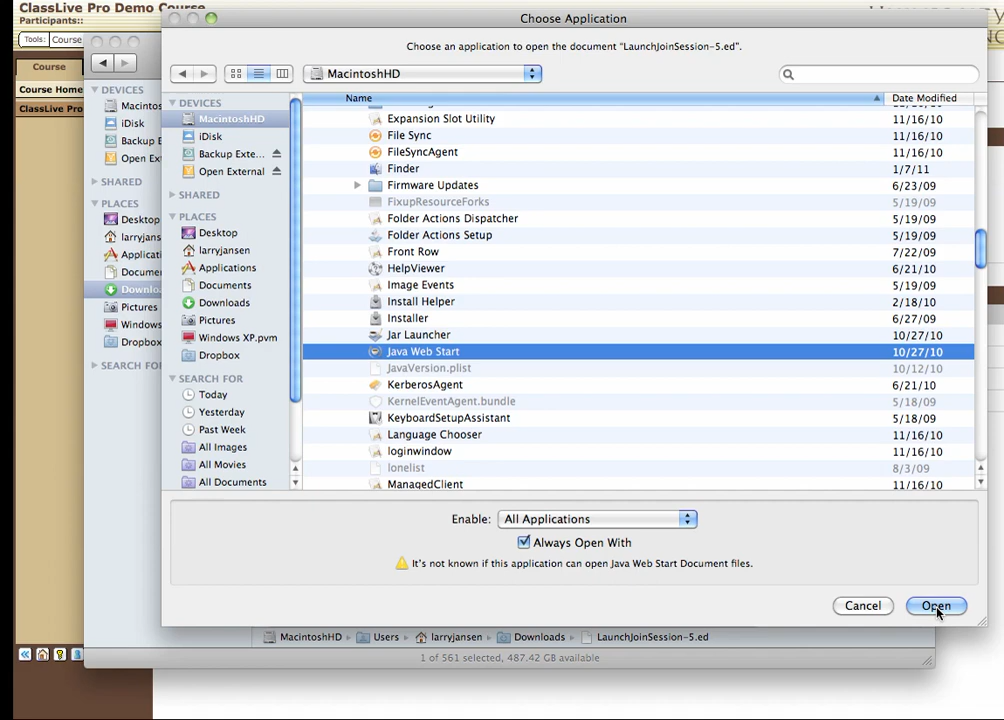 ClassLive Pro Demo Course
Participants::
Tools: Course
Course
Course Home
ClassLive Pro
DEVICES
Macintos
iDisk
Backup E
Open Ex
SHARED
PLACES
Desktop
larryjans
Applicati
Docume
Downlo
Pictures
Windows
Dropbox
SEARCH FO
Choose Application
Choose an application to open the document “LaunchJoinSession-5.ed”.
MacintoshHD
DEVICES
MacintoshHD
iDisk
Backup Exte...
Open External
SHARED
PLACES
Desktop
larryjansen
Applications
Documents
Downloads
Pictures
Windows XP.pvm
Dropbox
SEARCH FOR
Today
Yesterday
Past Week
All Images
All Movies
All Documents
Name Date Modified
Expansion Slot Utility 11/16/10
File Sync 11/16/10
FileSyncAgent 11/16/10
Finder 1/7/11
Firmware Updates 6/23/09
FixupResourceForks 5/19/09
Folder Actions Dispatcher 5/19/09
Folder Actions Setup 5/19/09
Front Row 7/22/09
HelpViewer 6/21/10
Image Events 5/19/09
Install Helper 2/18/10
Installer 6/27/09
Jar Launcher 10/27/10
Java Web Start 10/27/10
JavaVersion.plist 10/12/10
KerberosAgent 6/21/10
KernelEventAgent.bundle 5/18/09
KeyboardSetupAssistant 5/18/09
Language Chooser 11/16/10
loginwindow 11/16/10
lonelist 8/3/09
ManagedClient 11/16/10
Enable: All Applications
Always Open With
It's not known if this application can open Java Web Start Document files.
Cancel Open
MacintoshHD Users larryjansen Downloads LaunchJoinSession-5.ed
1 of 561 selected, 487.42 GB available